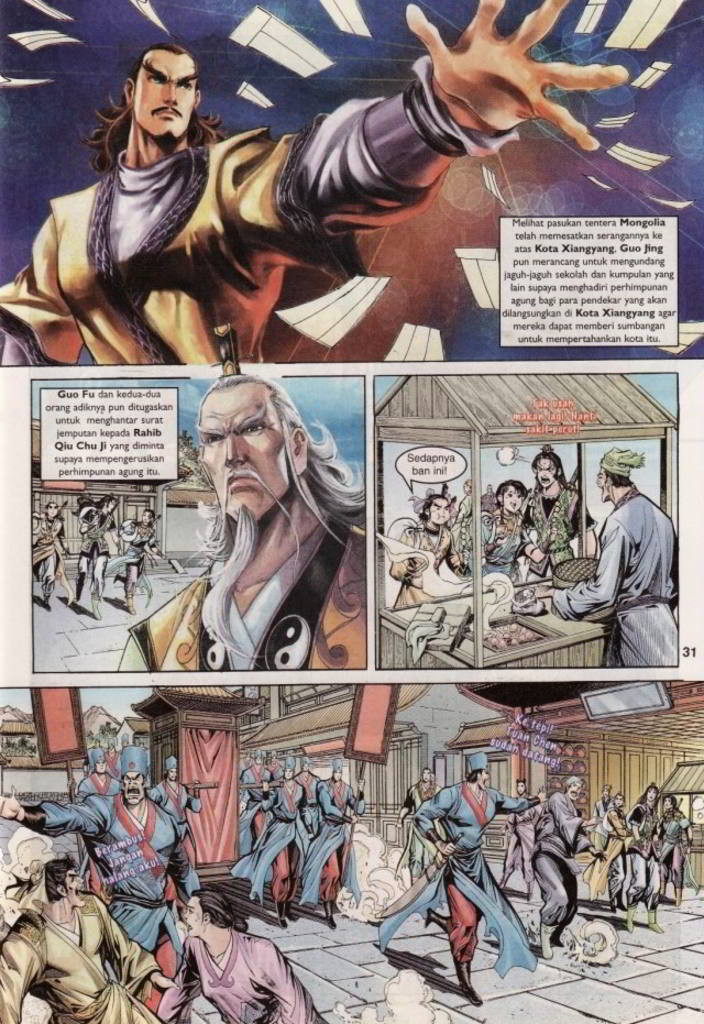 Melihat pasukan tentera Mongolia
telah memesatkan serangannya ke
atas Kota Xiangyang, Guo Jing
pun merancang untuk mengundang
jaguh-jaguh sekolah dan kumpulan yang
lain supaya menghadiri perhimpunan
agung bagi para pendekar yang akan
dilangsungkan di Kota Xiangyang agar
mereka dapat memberi sumbangan
untuk mempertahankan kota itu.
Guo Fu dan kedua-dua
orang adiknya pun ditugaskan
untuk menghantar surat
jemputan kepada Rahib
Qiu Chu Ji yang diminta
supaya mempengerusikan
perhimpunan agung itu.
Tak usah
makan lagi! Nanti
sakit perut!
Sedapnya
ban ini!
31
Ke tepi!
Tuan Chen
sudah datang!
Berambus!
Jangan
halang aku!